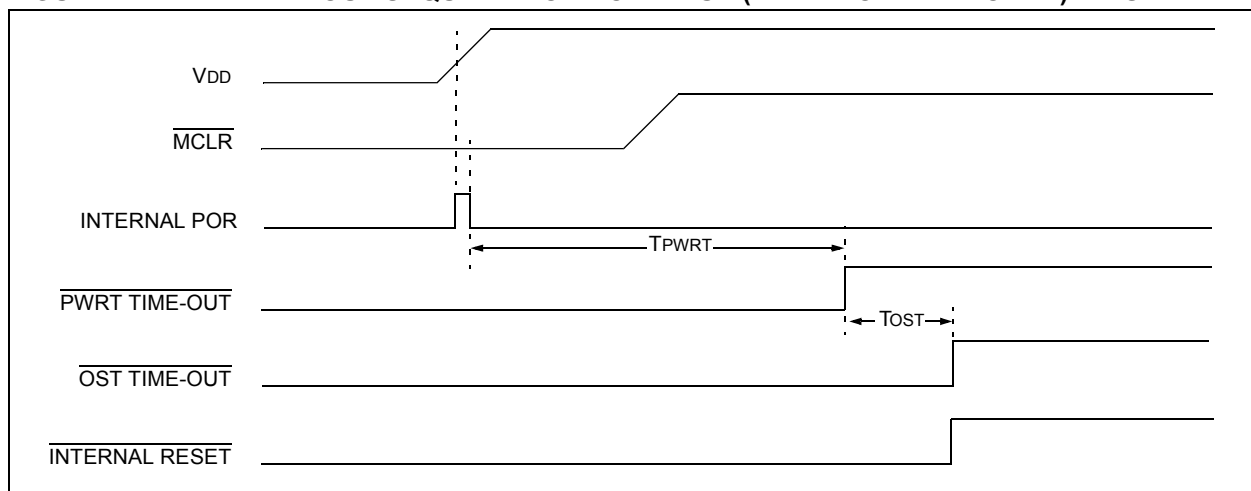 VDD
MCLR
INTERNAL POR
TPWRT
PWRT TIME-OUT
TOST
OST TIME-OUT
INTERNAL RESET